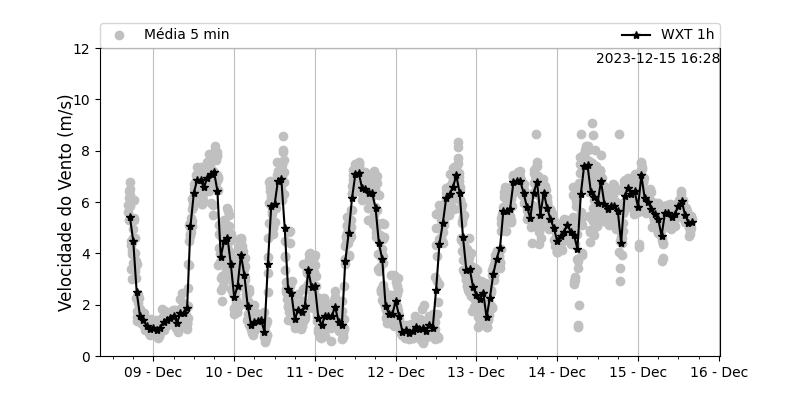 Média 5 min
WXT 1h
2023-12-15 16:28
Velocidade do Vento (m/s)
12
10
8
6
4
2
0
09 - Dec
10 - Dec
11 - Dec
12 - Dec
13 - Dec
14 - Dec
15 - Dec
16 - Dec